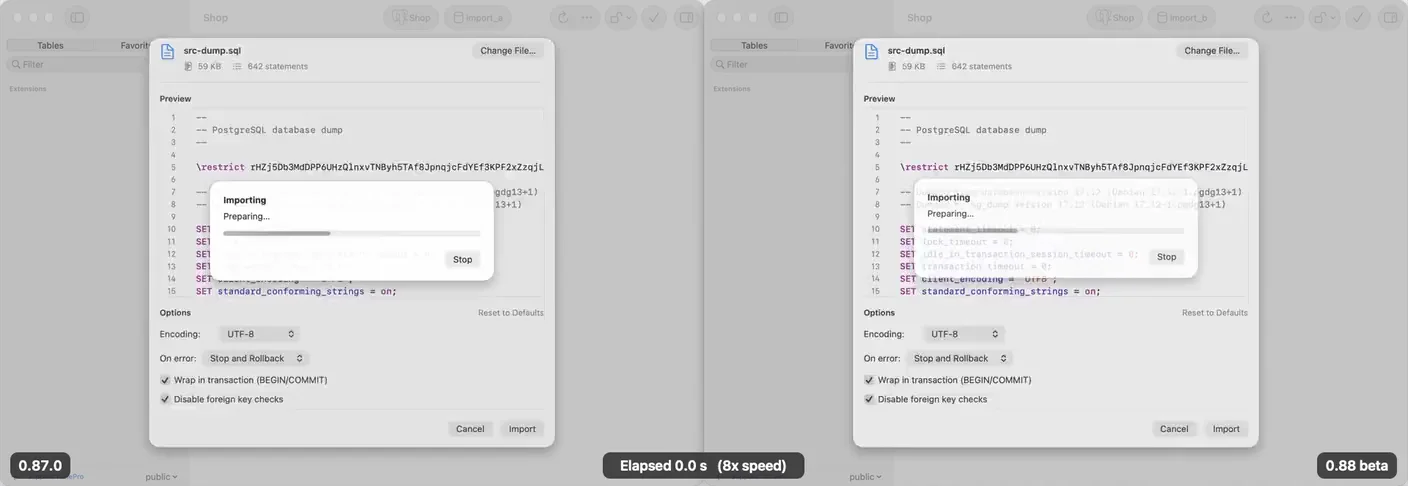 Shop
Shop
Import_a
Tables
Favorit
Filter
Extensions
src-dump.sql
Change File...
59 KB
642 statements
Preview
1 --
2 -- PostgreSQL database dump
3 --
4
5 \restrict rHZj5Db3MdDPP6UHzQlnxvTNByh5TAf8JpnqjcFdYEf3KPF2xZzqjL
6
7 --
8 --
9
10 SET
11 SET
12 SET
13 SET
14 SET
15 SET standard_conforming_strings = on;
Importing
Preparing...
Stop
Options
Reset to Defaults
Encoding:
UTF-8
On error:
Stop and Rollback
Wrap in transaction (BEGIN/COMMIT)
Disable foreign key checks
Cancel
Import
public
0.87.0
Elapsed 0.0 s (8x speed)
Shop
Shop
Import_b
Tables
Favorit
Filter
Extensions
src-dump.sql
Change File...
59 KB
642 statements
Preview
1 --
2 -- PostgreSQL database dump
3 --
4
5 \restrict rHZj5Db3MdDPP6UHzQlnxvTNByh5TAf8JpnqjcFdYEf3KPF2xZzqjL
6
7 --
8 --
9
10 SET statement_timeout = 0;
11 SET lock_timeout = 0;
12 SET idle_in_transaction_session_timeout = 0;
13 SET transaction_timeout = 0;
14 SET client_encoding = 'UTF8';
15 SET standard_conforming_strings = on;
Importing
Preparing...
Stop
Options
Reset to Defaults
Encoding:
UTF-8
On error:
Stop and Rollback
Wrap in transaction (BEGIN/COMMIT)
Disable foreign key checks
Cancel
Import
public
0.88 beta